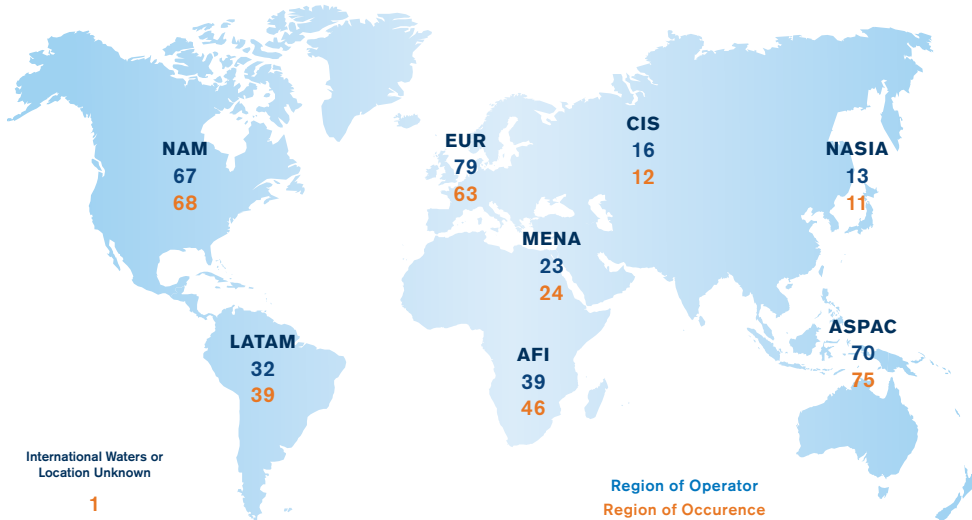 NAM
67
68
EUR
79
63
CIS
16
12
NASIA
13
11
MENA
23
24
LATAM
32
39
AFI
39
46
ASPAC
70
75
International Waters or
Location Unknown
1
Region of Operator
Region of Occurence